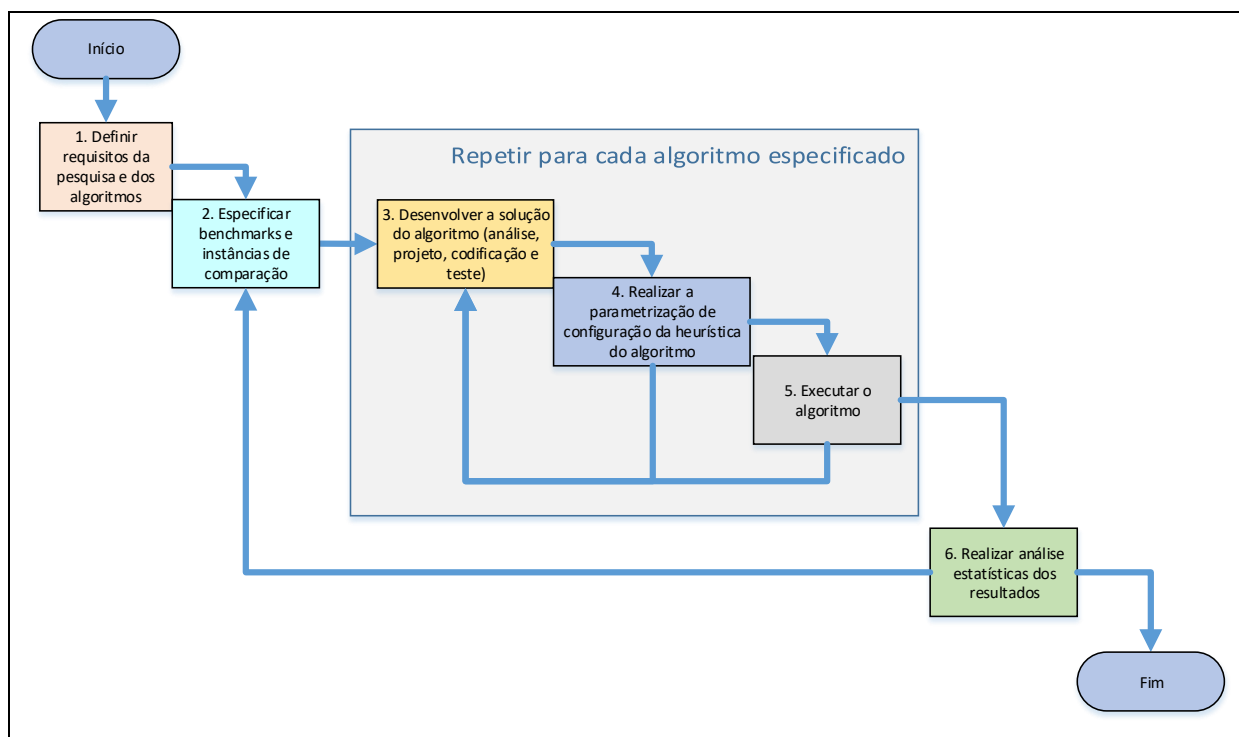 Início
1. Definir
requisitos da
pesquisa e dos
algoritmos
2. Especificar
benchmarks e
instâncias de
comparação
Repetir para cada algoritmo especificado
3. Desenvolver a solução
do algoritmo (análise,
projeto, codificação e
teste)
4. Realizar a
parametrização de
configuração da heurística
do algoritmo
5. Executar o
algoritmo
6. Realizar análise
estatísticas dos
resultados
Fim